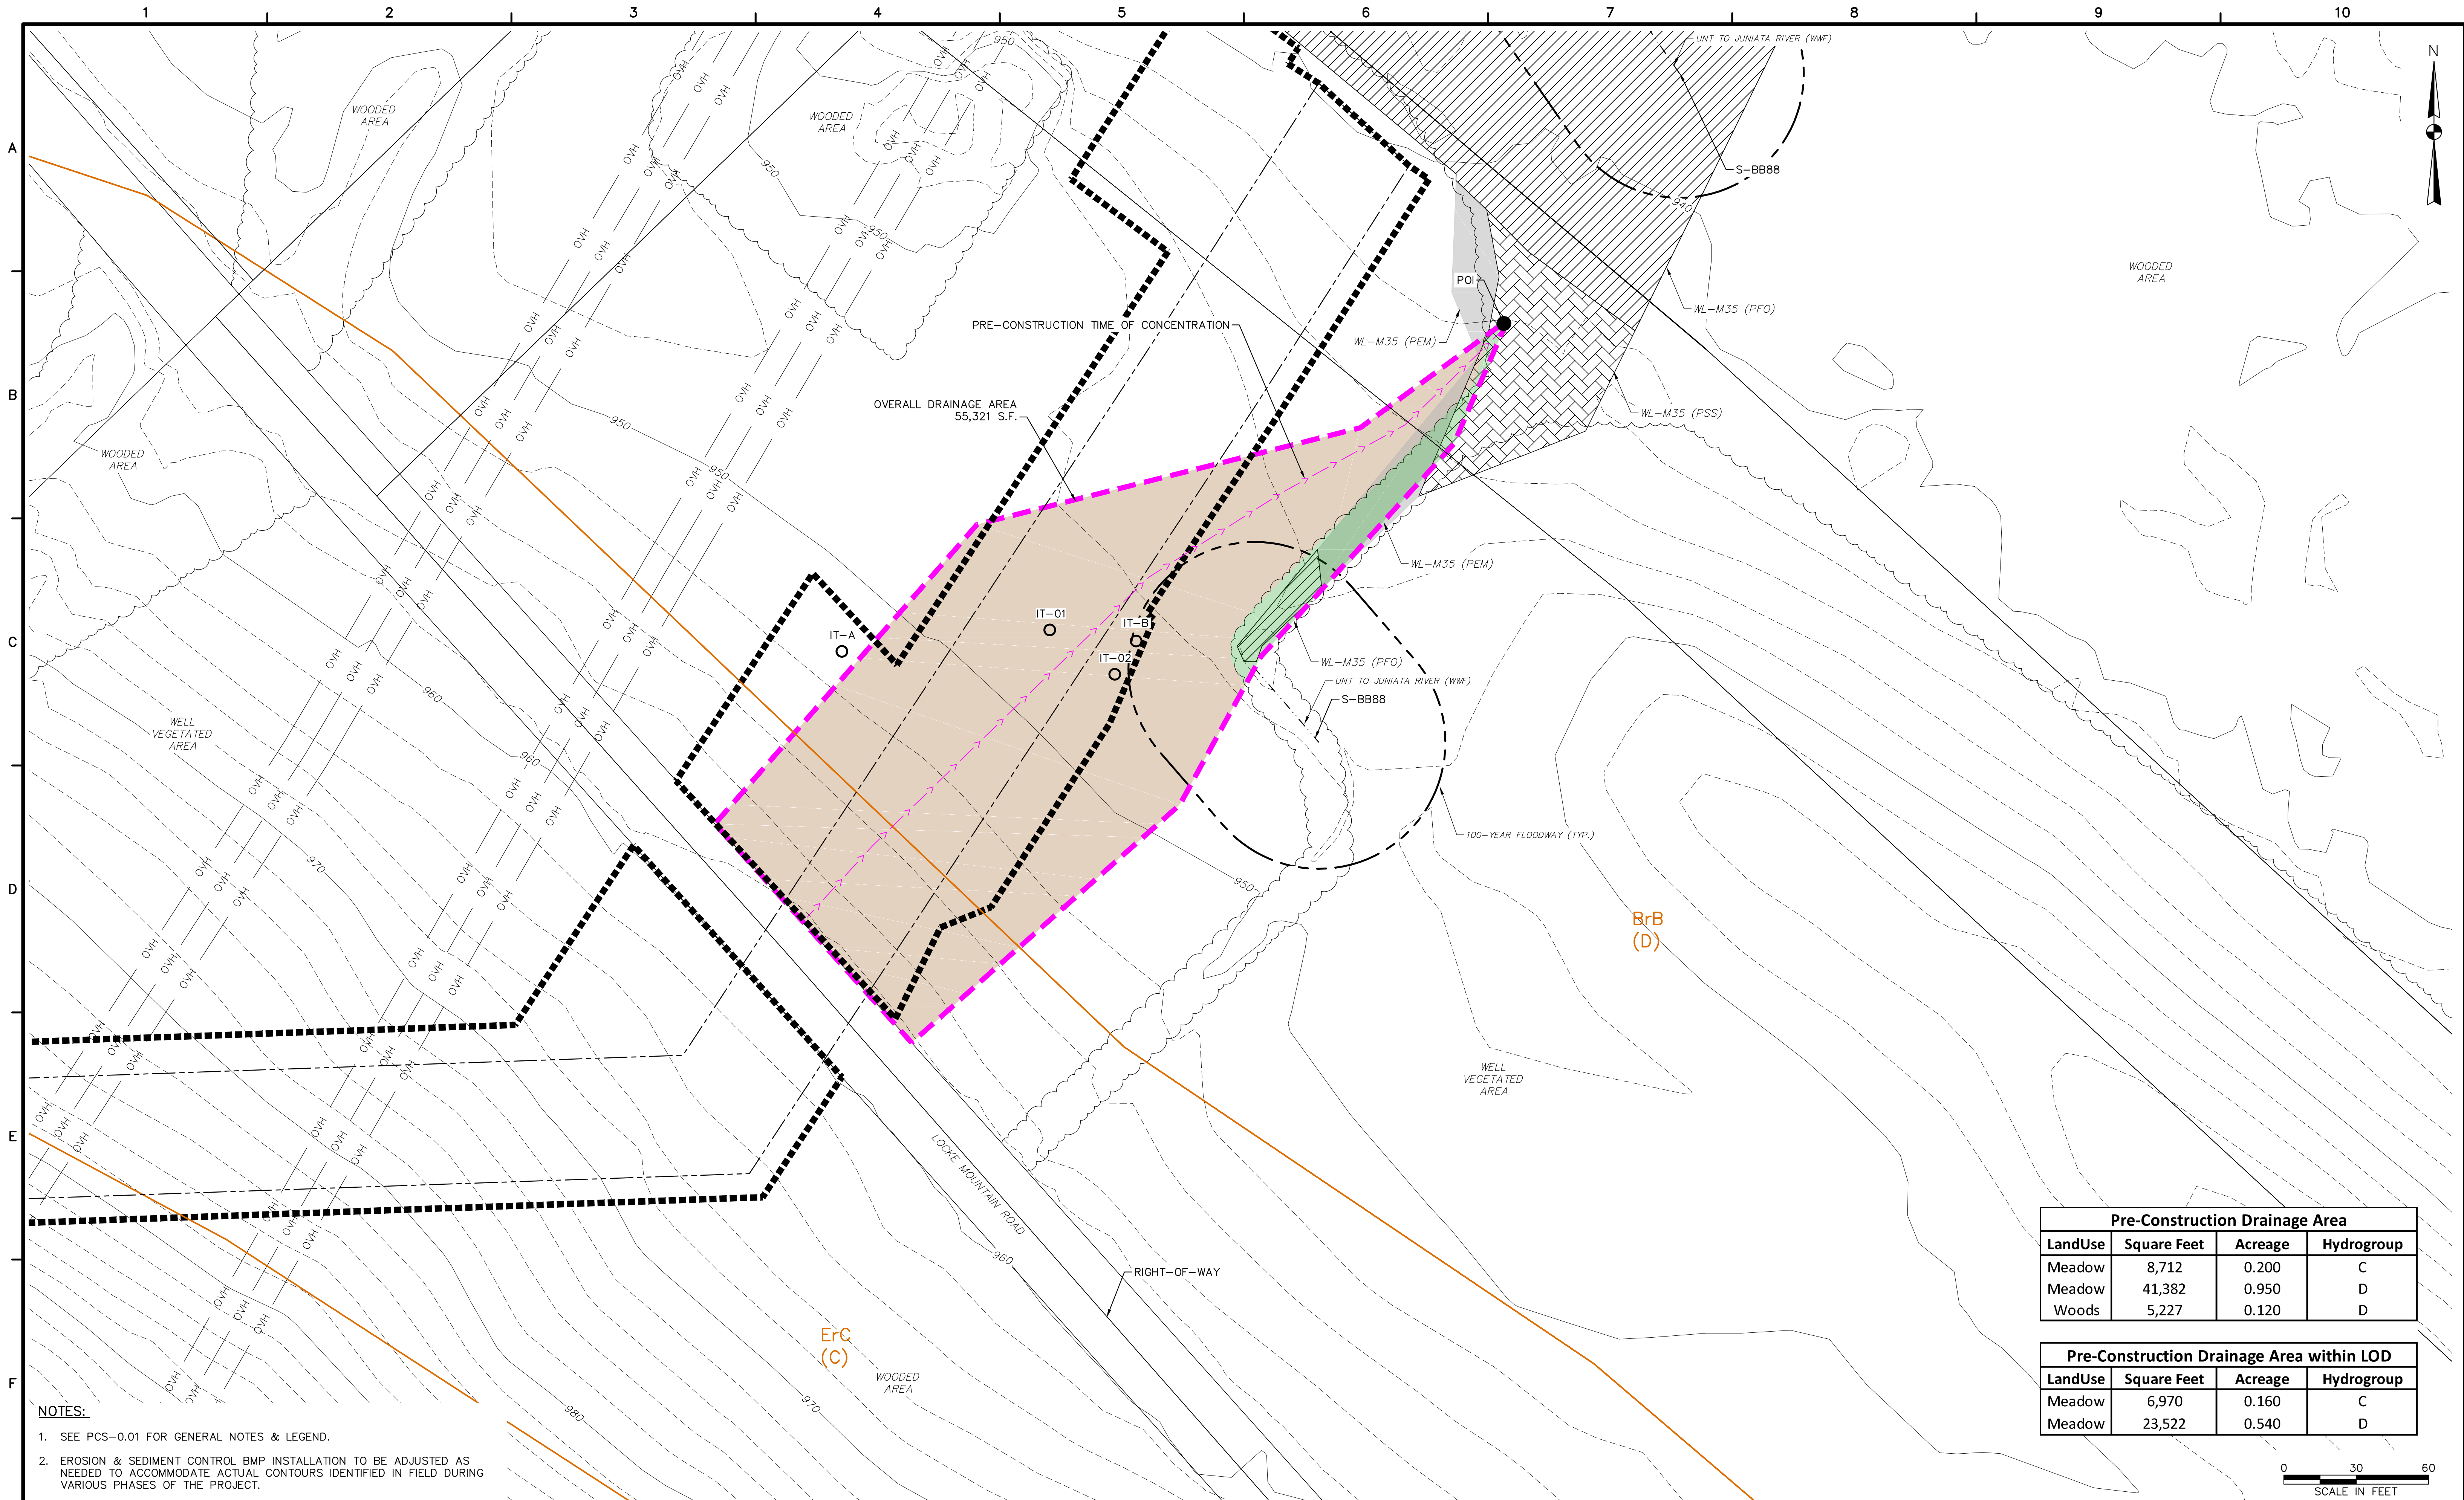 1 2 3 4 5 6 7 8 9 10
A
B
C
D
E
F
N
UNT TO JUNIATA RIVER (WWF)
S-BB88
940
WOODED
AREA
WOODED
AREA
WOODED
AREA
950
950
950
OVH OVH OVH
POI
WL-M35 (PFO)
WL-M35 (PEM)
PRE-CONSTRUCTION TIME OF CONCENTRATION
OVERALL DRAINAGE AREA
55,321 S.F.
WL-M35 (PSS)
950
950
WOODED
AREA
WL-M35 (PEM)
IT-A
IT-01
IT-B
IT-02
WL-M35 (PFO)
UNT TO JUNIATA RIVER (WWF)
S-BB88
960
WELL
VEGETATED
AREA
960
100-YEAR FLOODWAY (TYP.)
970
950
BrB
(D)
WELL
VEGETATED
AREA
LOCKE MOUNTAIN ROAD
960
RIGHT-OF-WAY
ErC
(C)
WOODED
AREA
970
980
Pre-Construction Drainage Area
LandUse Square Feet Acreage Hydrogroup
Meadow 8,712 0.200 C
Meadow 41,382 0.950 D
Woods 5,227 0.120 D
Pre-Construction Drainage Area within LOD
LandUse Square Feet Acreage Hydrogroup
Meadow 6,970 0.160 C
Meadow 23,522 0.540 D
NOTES:
1. SEE PCS-0.01 FOR GENERAL NOTES & LEGEND.
2. EROSION & SEDIMENT CONTROL BMP INSTALLATION TO BE ADJUSTED AS
NEEDED TO ACCOMMODATE ACTUAL CONTOURS IDENTIFIED IN FIELD DURING
VARIOUS PHASES OF THE PROJECT.
0 30 60
SCALE IN FEET